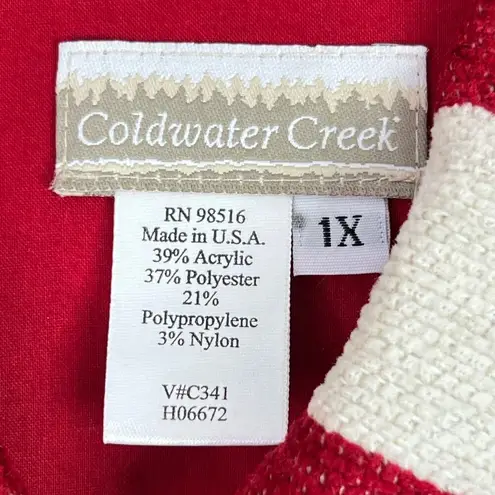 Coldwater Creek
RN 98516
Made in U.S.A.
39% Acrylic
37% Polyester
21%
Polypropylene
3% Nylon
V#C341
H06672
1X